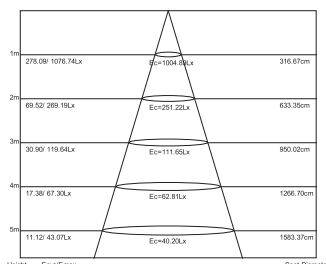 1m
278.09/ 1076.74Lx Ec=1004.89Lx 316.67cm
2m
69.52/ 269.19Lx Ec=251.22Lx 633.35cm
3m
30.90/ 119.64Lx Ec=111.65Lx 950.02cm
4m
17.38/ 67.30Lx Ec=62.81Lx 1266.70cm
5m
11.12/ 43.07Lx Ec=40.20Lx 1583.37cm
Height